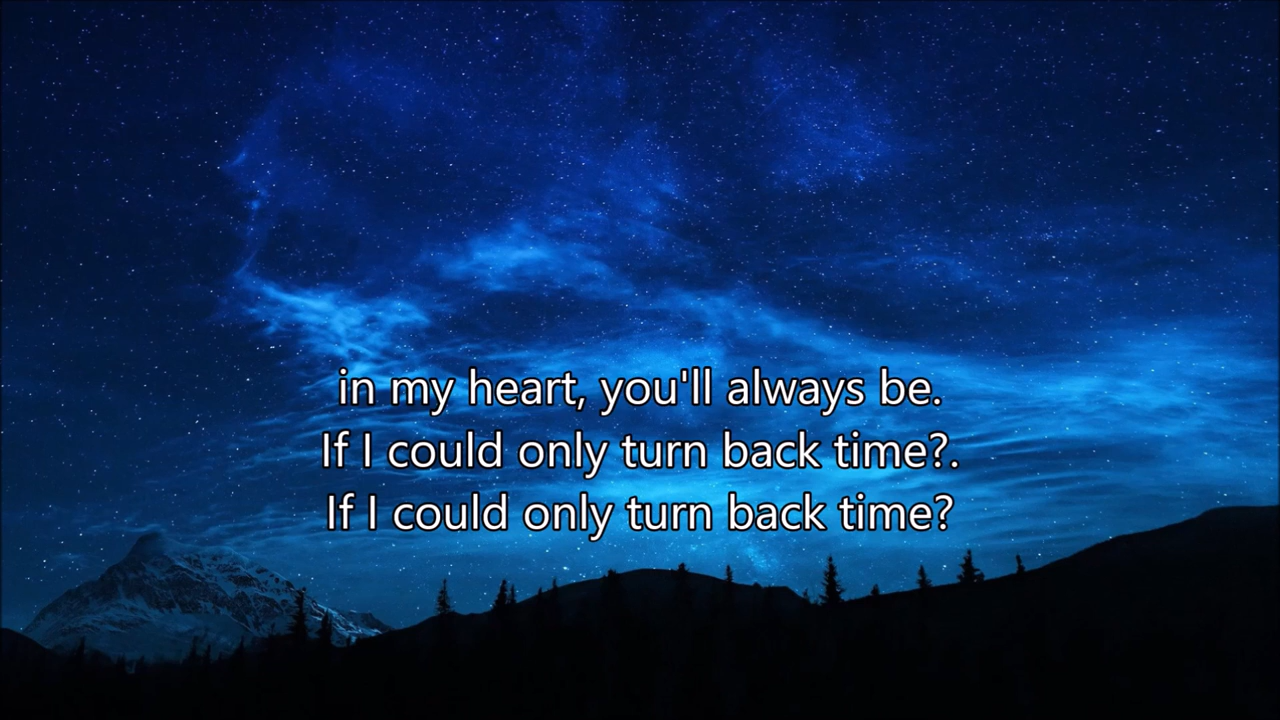 in my heart, you'll always be.
If I could only turn back time?.
If I could only turn back time?